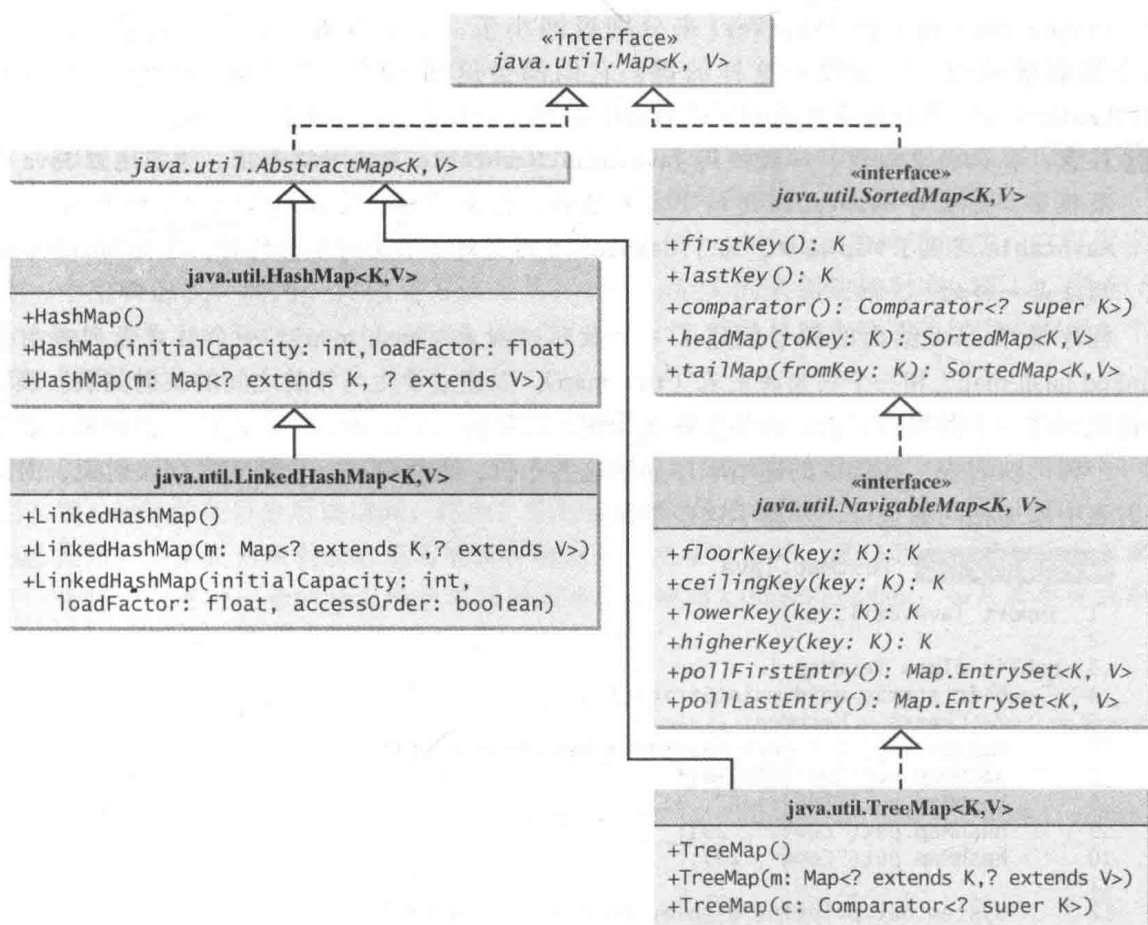 «interface»
java.util.Map<K, V>
java.util.AbstractMap<K,V>
«interface»
java.util.SortedMap<K,V>
+firstKey(): K
+lastKey(): K
+comparator(): Comparator<? super K>)
+headMap(toKey: K): SortedMap<K,V>
+tailMap(fromKey: K): SortedMap<K,V>
java.util.HashMap<K,V>
+HashMap()
+HashMap(initialCapacity: int,loadFactor: float)
+HashMap(m: Map<? extends K, ? extends V>)
java.util.LinkedHashMap<K,V>
+LinkedHashMap()
+LinkedHashMap(m: Map<? extends K,? extends V>)
+LinkedHashMap(initialCapacity: int,
loadFactor: float, accessOrder: boolean)
«interface»
java.util.NavigableMap<K, V>
+floorKey(key: K): K
+ceilingKey(key: K): K
+lowerKey(key: K): K
+higherKey(key: K): K
+pollFirstEntry(): Map.EntrySet<K, V>
+pollLastEntry(): Map.EntrySet<K, V>
java.util.TreeMap<K,V>
+TreeMap()
+TreeMap(m: Map<? extends K,? extends V>)
+TreeMap(c: Comparator<? super K>)